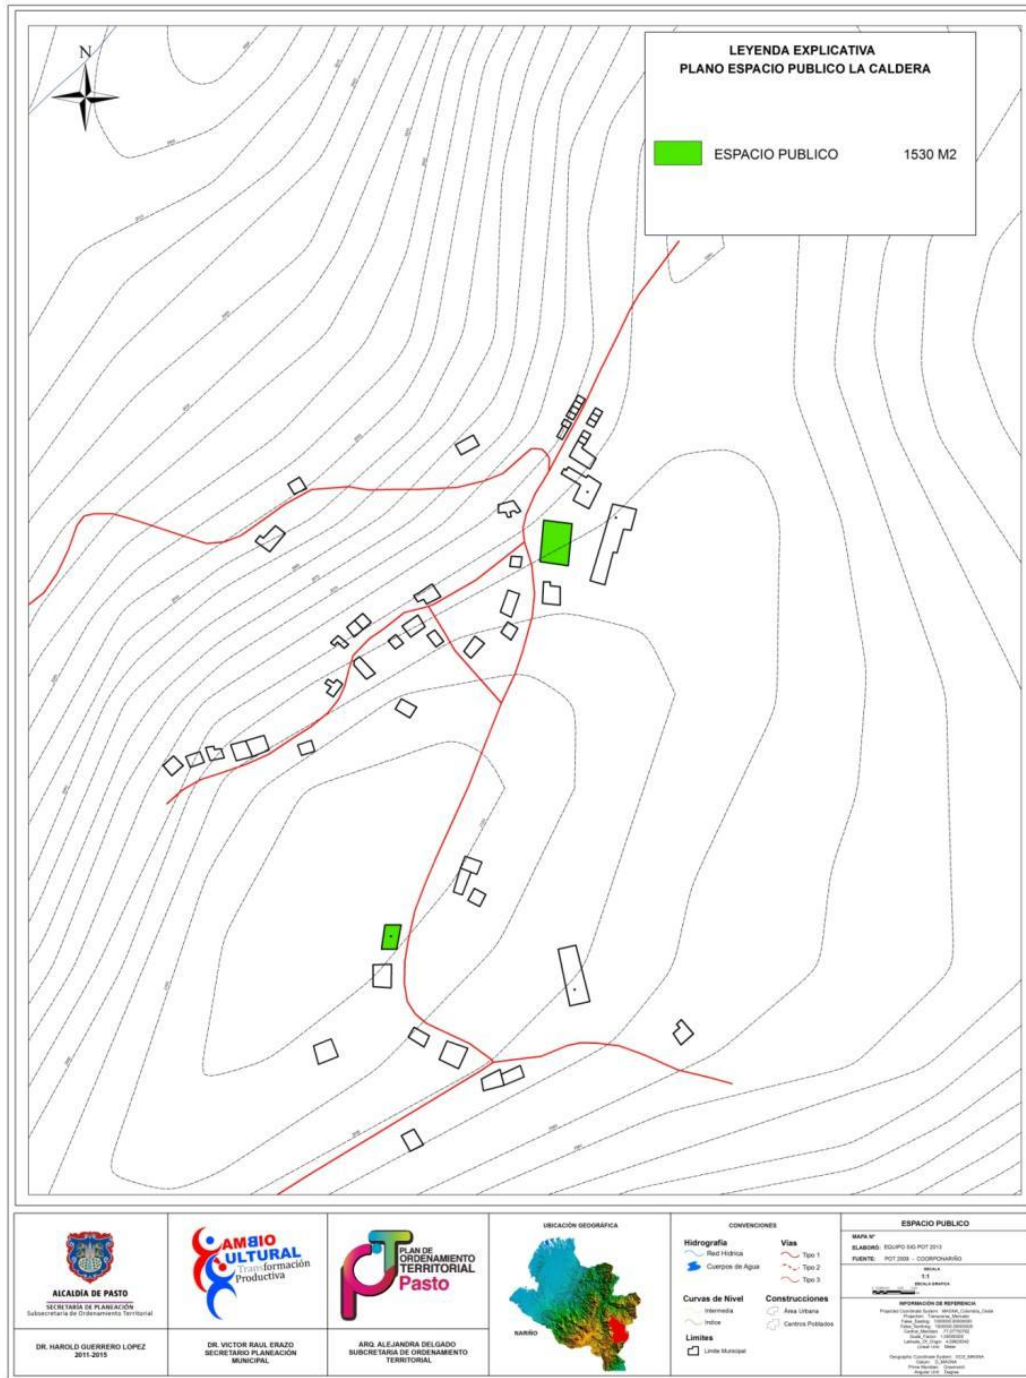 N
LEYENDA EXPLICATIVA
PLANO ESPACIO PUBLICO LA CALDERA
ESPACIO PUBLICO 1530 M2
ALCALDÍA DE PASTO
SECRETARÍA DE PLANEACIÓN
Subsecretaría de Ordenamiento Territorial
DR. HAROLD GUERRERO LOPEZ
2011-2015
CAMBIO
CULTURAL
Transformación
Productiva
DR. VICTOR RAUL ERAZO
SECRETARIO PLANEACIÓN
MUNICIPAL
PLAN DE
ORDENAMIENTO
TERRITORIAL
Pasto
ARQ. ALEJANDRA DELGADO
SUBCRETARIA DE ORDENAMIENTO
TERRITORIAL
UBICACIÓN GEOGRÁFICA
NARIÑO
CONVENCIONES
Hidrografía
Red Hídrica
Cuerpos de Agua
Curvas de Nivel
Intermedia
Indice
Limites
Limite Municipal
Vías
Tipo 1
Tipo 2
Tipo 3
Construcciones
Área Urbana
Centros Poblados
ESPACIO PUBLICO
MAPA N°
ELABORO: EQUIPO SIG POT 2013
FUENTE: POT 2009 - COORPONARIÑO
ESCALA
1:1
ESCALA GRAFICA
INFORMACIÓN DE REFERENCIA